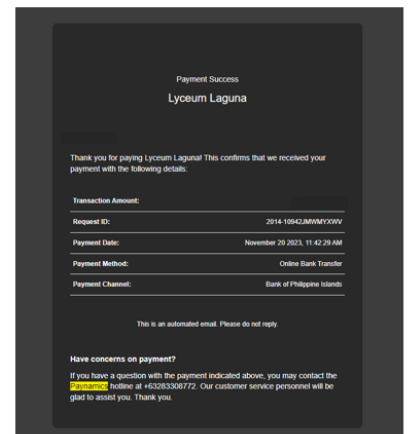 Payment Success
Lyceum Laguna
Thank you for paying Lyceum Laguna! This confirms that we received your
payment with the following details:
Transaction Amount:
Request ID: 2014-10942JMWMYXWV
Payment Date: November 20 2023, 11:42:29 AM
Payment Method: Online Bank Transfer
Payment Channel: Bank of Philippine Islands
This is an automated email. Please do not reply.
Have concerns on payment?
If you have a question with the payment indicated above, you may contact the
Paynamics hotline at +63283308772. Our customer service personnel will be
glad to assist you. Thank you.